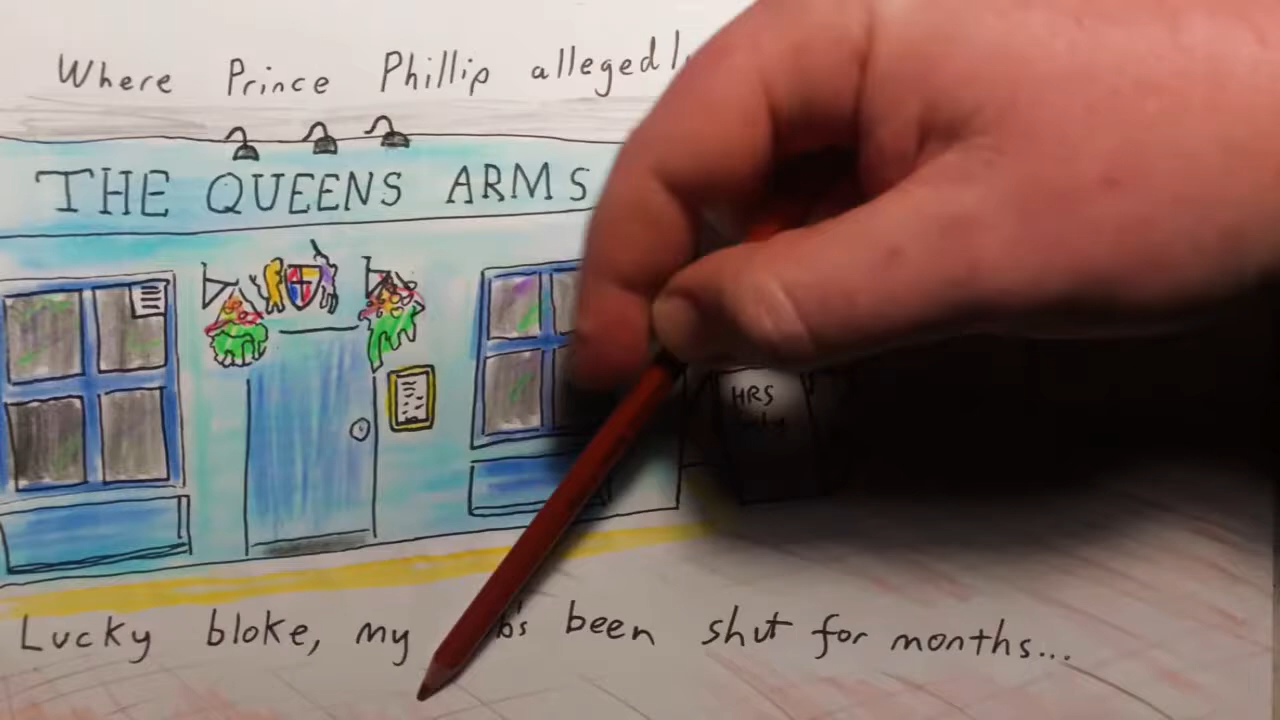 Where Prince Phillip allegedl
THE QUEENS ARMS
HRS
Lucky bloke, my been shut for months...